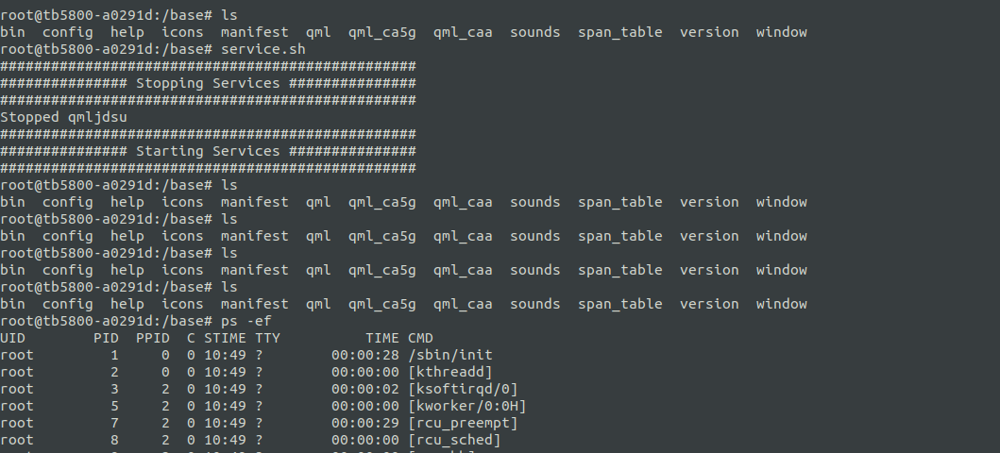 root@tb5800-a0291d:/base# ls
bin  config  help  icons  manifest  qml  qml_ca5g  qml_caa  sounds  span_table  version  window
root@tb5800-a0291d:/base# service.sh
#################################################
############### Stopping Services ###############
#################################################
Stopped qmljdsu
#################################################
############### Starting Services ###############
#################################################
root@tb5800-a0291d:/base# ls
bin  config  help  icons  manifest  qml  qml_ca5g  qml_caa  sounds  span_table  version  window
root@tb5800-a0291d:/base# ls
bin  config  help  icons  manifest  qml  qml_ca5g  qml_caa  sounds  span_table  version  window
root@tb5800-a0291d:/base# ls
bin  config  help  icons  manifest  qml  qml_ca5g  qml_caa  sounds  span_table  version  window
root@tb5800-a0291d:/base# ls
bin  config  help  icons  manifest  qml  qml_ca5g  qml_caa  sounds  span_table  version  window
root@tb5800-a0291d:/base# ps -ef
UID        PID  PPID  C STIME TTY          TIME CMD
root         1     0  0 10:49 ?        00:00:28 /sbin/init
root         2     0  0 10:49 ?        00:00:00 [kthreadd]
root         3     2  0 10:49 ?        00:00:02 [ksoftirqd/0]
root         5     2  0 10:49 ?        00:00:00 [kworker/0:0H]
root         7     2  0 10:49 ?        00:00:29 [rcu_preempt]
root         8     2  0 10:49 ?        00:00:00 [rcu_sched]